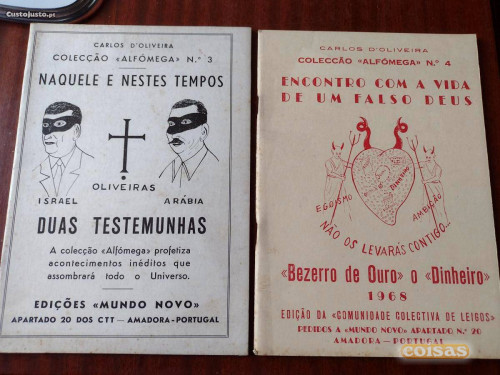 CustoJusto.pt
CARLOS D'OLIVEIRA
COLECÇÃO «ALFÓMEGA» N.º 3
NAQUELE E NESTES TEMPOS
ISRAEL
OLIVEIRAS
ARÁBIA
DUAS TESTEMUNHAS
A colecção «Alfómega» profetiza
acontecimentos inéditos que
assombrará todo o Universo.
EDIÇÕES «MUNDO NOVO»
APARTADO 20 DOS CTT — AMADORA-PORTUGAL
CARLOS D'OLIVEIRA
COLECÇÃO «ALFÓMEGA» N.º 4
ENCONTRO COM A VIDA
DE UM FALSO DEUS
DINHEIRO
EGOISMO
AMBIÇÃO
NÃO OS LEVARÁS CONTIGO...
«Bezerro de Ouro» o «Dinheiro»
1968
EDIÇÃO DA «COMUNIDADE COLECTIVA DE LEIGOS»
PEDIDOS A «MUNDO NOVO» APARTADO N.º 20
AMADORA — PORTUGAL
coisas